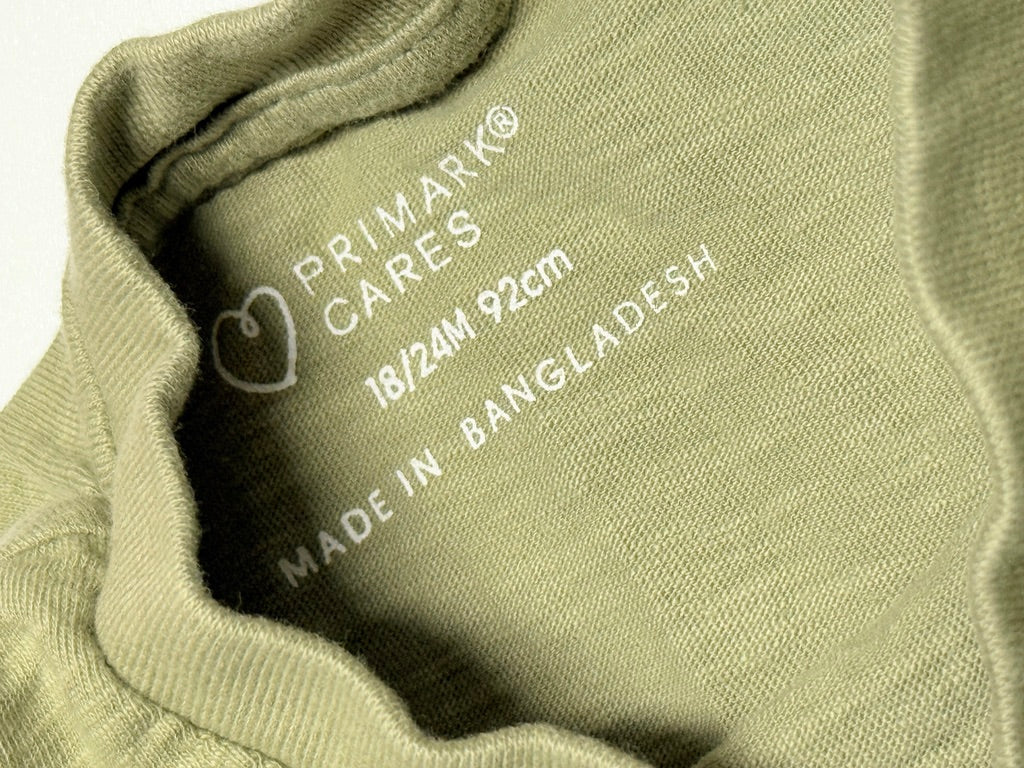 PRIMARK®
CARES
18/24M 92cm
MADE IN BANGLADESH